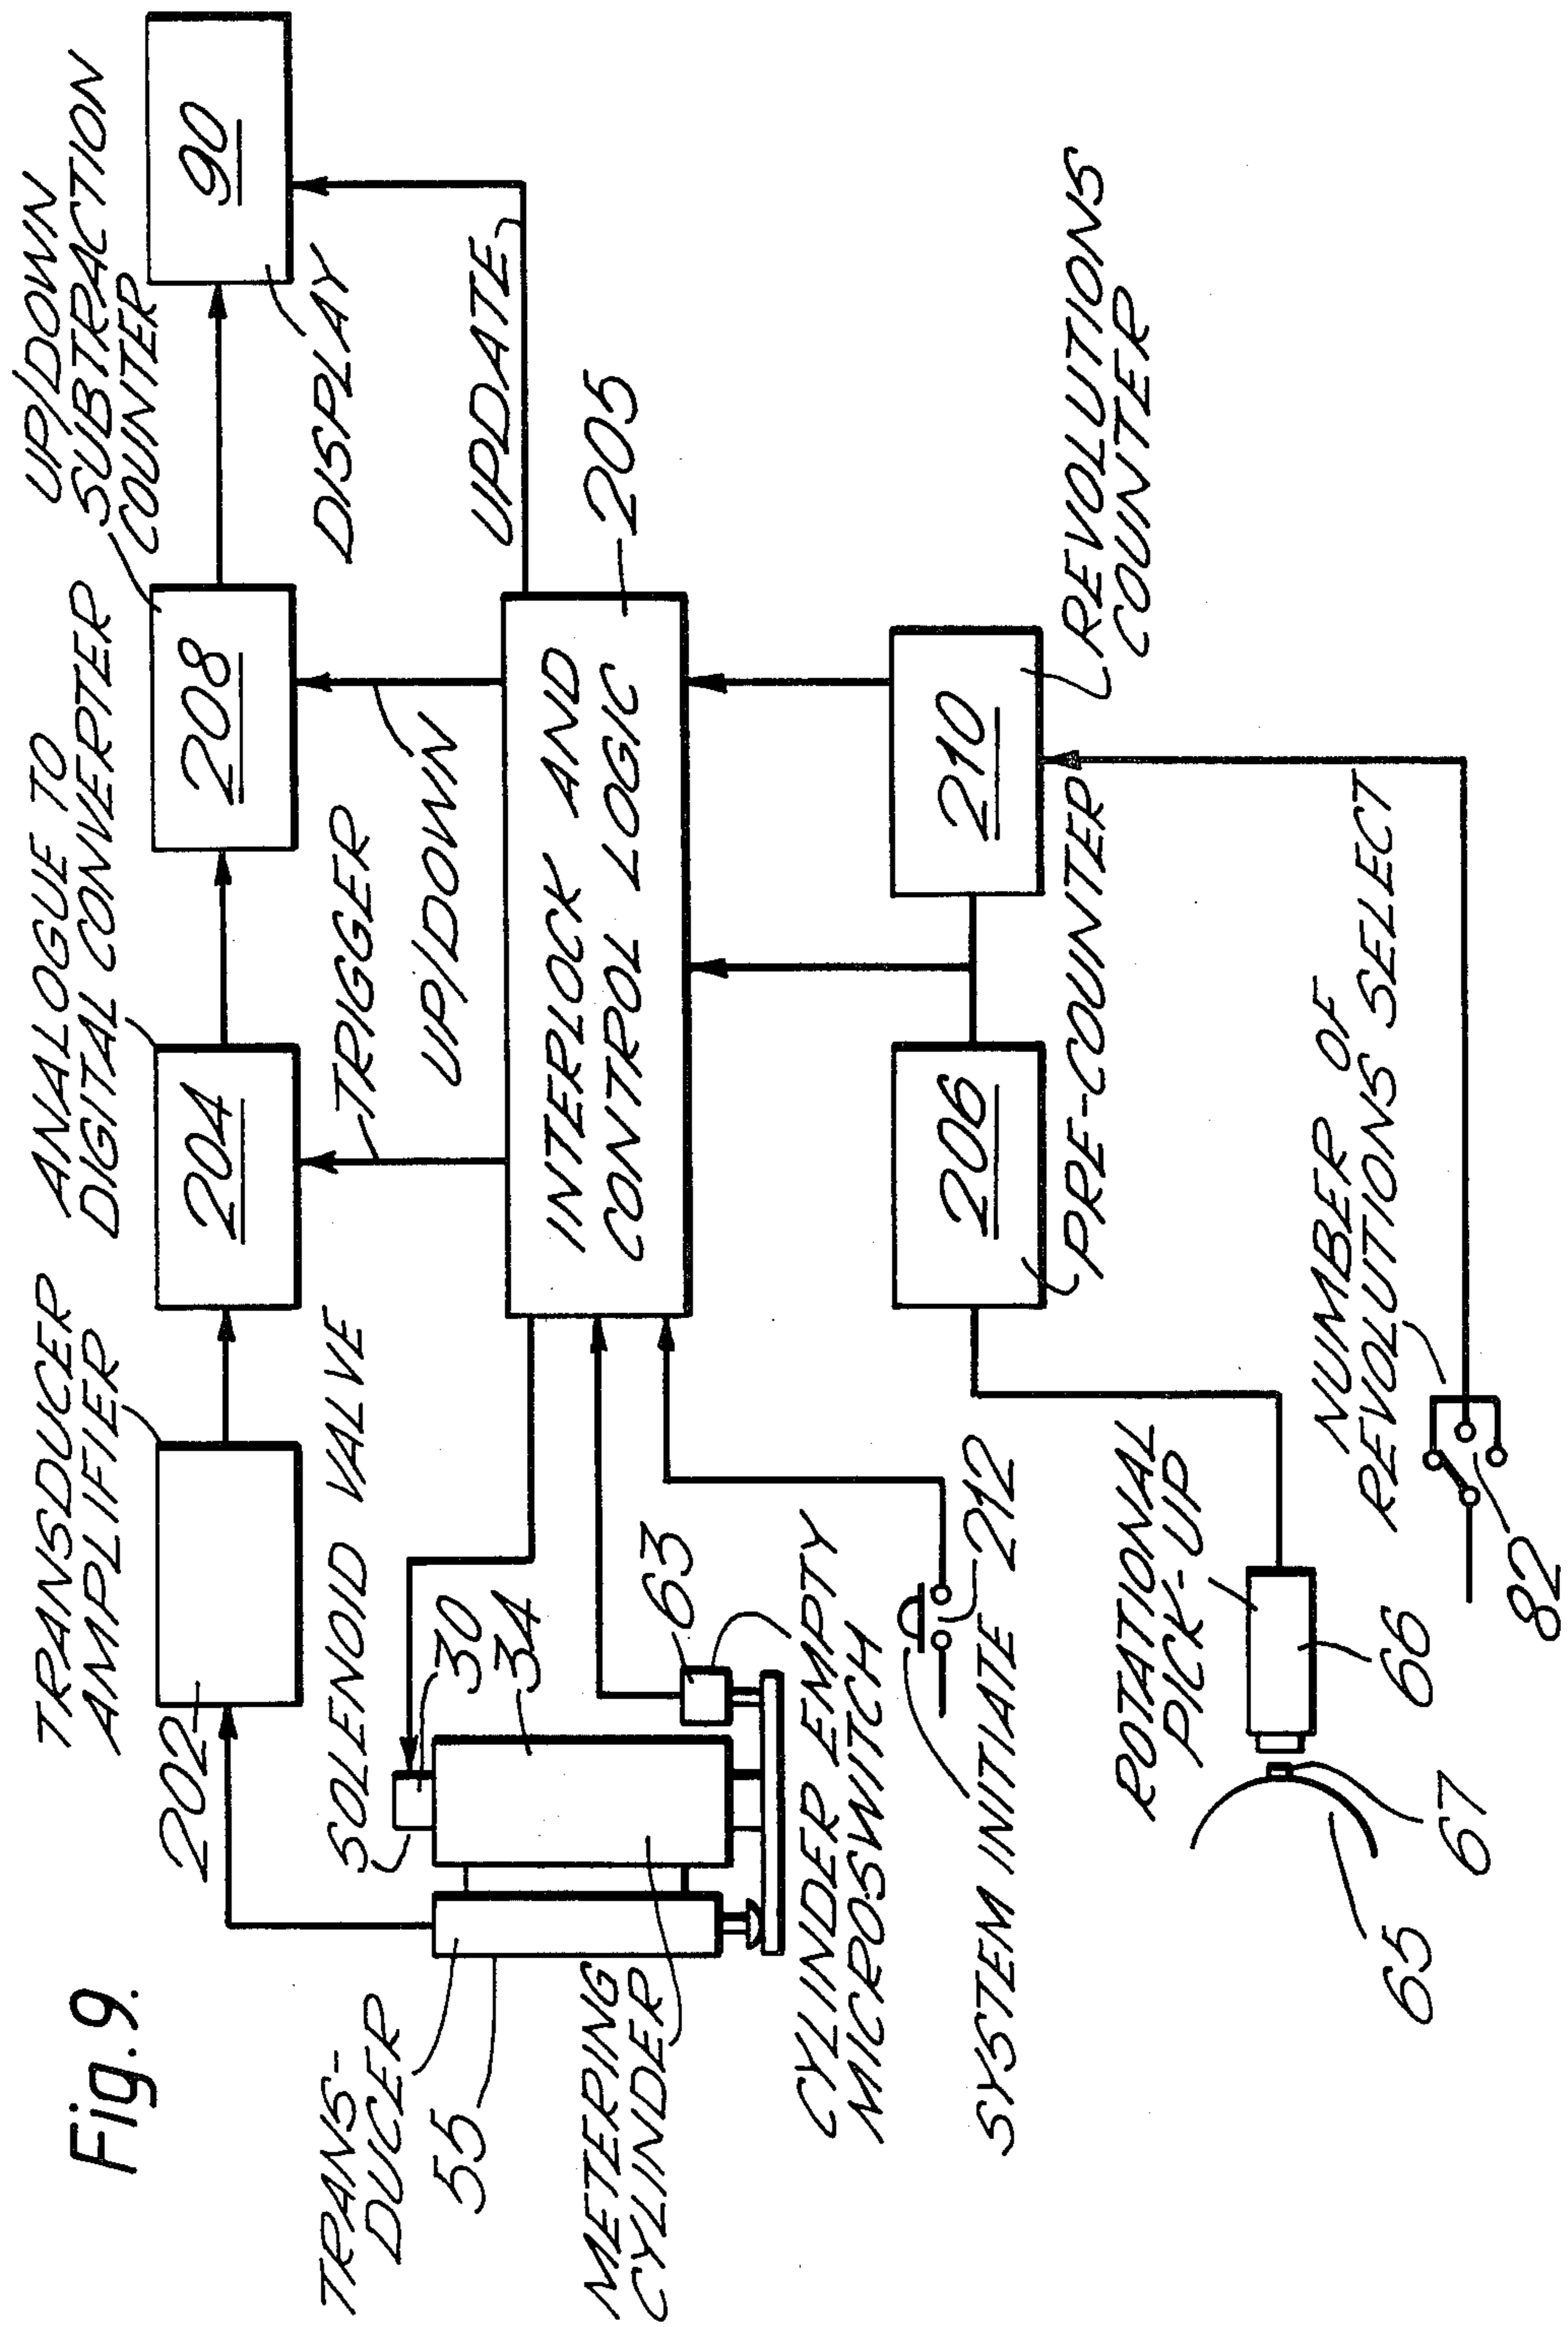 Fig.9.
TRANSDUCER
AMPLIFIER
ANALOGUE TO
DIGITAL CONVERTER
UP/DOWN
SUBTRACTION
COUNTER
202
204
208
90
DISPLAY
TRANS-
DUCER
55
SOLENOID VALVE
30
34
TRIGGER
UP/DOWN
UPDATE
METERING
CYLINDER
63
INTERLOCK AND
CONTROL LOGIC
205
CYLINDER EMPTY
MICROSWITCH
SYSTEM INITIATE 212
206
210
PRE-COUNTER
REVOLUTIONS
COUNTER
ROTATIONAL
PICK-UP
66
65
67
NUMBER OF
REVOLUTIONS SELECT
82